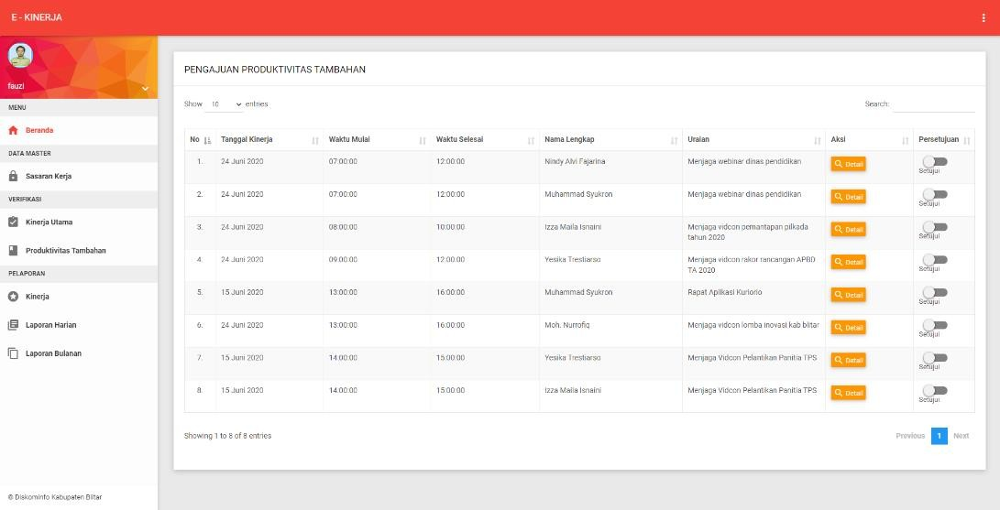 E - KINERJA
fauzi
MENU
Beranda
DATA MASTER
Sasaran Kerja
VERIFIKASI
Kinerja Utama
Produktivitas Tambahan
PELAPORAN
Kinerja
Laporan Harian
Laporan Bulanan
© Diskominfo Kabupaten Blitar
PENGAJUAN PRODUKTIVITAS TAMBAHAN
Show 10 entries Search:
No Tanggal Kinerja Waktu Mulai Waktu Selesai Nama Lengkap Uraian Aksi Persetujuan
1. 24 Juni 2020 07:00:00 12:00:00 Nindy Alvi Fajarina Menjaga webinar dinas pendidikan Detail Setujui
2. 24 Juni 2020 07:00:00 12:00:00 Muhammad Syukron Menjaga webinar dinas pendidikan Detail Setujui
3. 24 Juni 2020 08:00:00 10:00:00 Izza Maila Isnaini Menjaga vidcon pemantapan pilkada Detail Setujui
tahun 2020
4. 24 Juni 2020 09:00:00 12:00:00 Yesika Trestiarso Menjaga vidcon rakor rancangan APBD Detail Setujui
TA 2020
5. 15 Juni 2020 13:00:00 16:00:00 Muhammad Syukron Rapat Aplikasi Kuriorio Detail Setujui
6. 24 Juni 2020 13:00:00 16:00:00 Moh. Nurrofiq Menjaga vidcon lomba inovasi kab blitar Detail Setujui
7. 15 Juni 2020 14:00:00 15:00:00 Yesika Trestiarso Menjaga Vidcon Pelantikan Panitia TPS Detail Setujui
8. 15 Juni 2020 14:00:00 15:00:00 Izza Maila Isnaini Menjaga Vidcon Pelantikan Panitia TPS Detail Setujui
Showing 1 to 8 of 8 entries Previous 1 Next